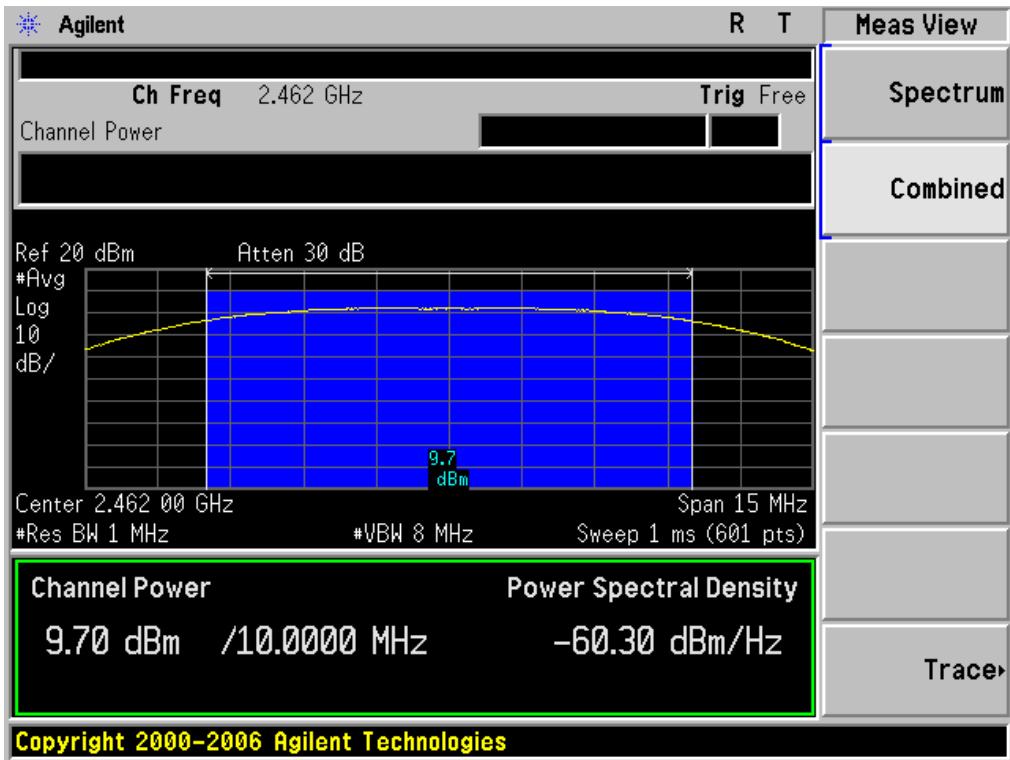 Agilent R T
Meas View
Ch Freq 2.462 GHz Trig Free
Channel Power
Spectrum
Combined
Ref 20 dBm Atten 30 dB
#Avg
Log
10
dB/
9.7
dBm
Center 2.462 00 GHz Span 15 MHz
#Res BW 1 MHz #VBW 8 MHz Sweep 1 ms (601 pts)
Channel Power Power Spectral Density
9.70 dBm /10.0000 MHz -60.30 dBm/Hz
Trace
Copyright 2000-2006 Agilent Technologies